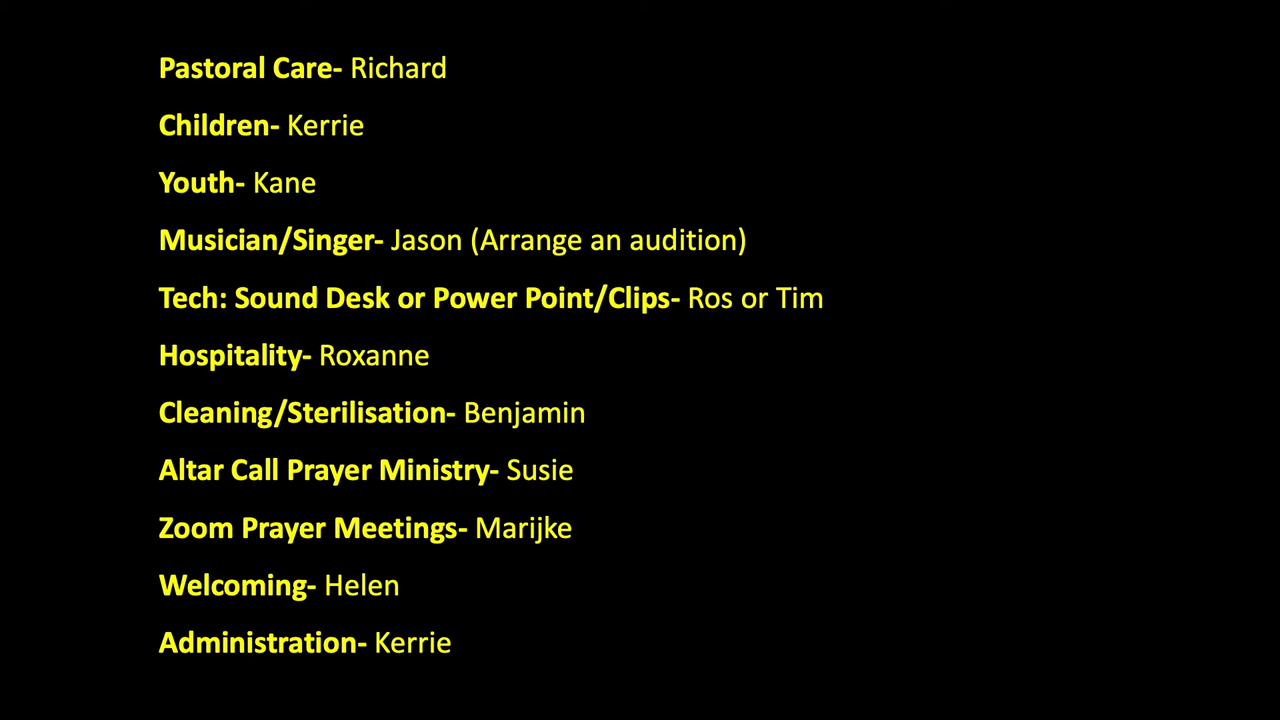 Pastoral Care- Richard
Children- Kerrie
Youth- Kane
Musician/Singer- Jason (Arrange an audition)
Tech: Sound Desk or Power Point/Clips- Ros or Tim
Hospitality- Roxanne
Cleaning/Sterilisation- Benjamin
Altar Call Prayer Ministry- Susie
Zoom Prayer Meetings- Marijke
Welcoming- Helen
Administration- Kerrie